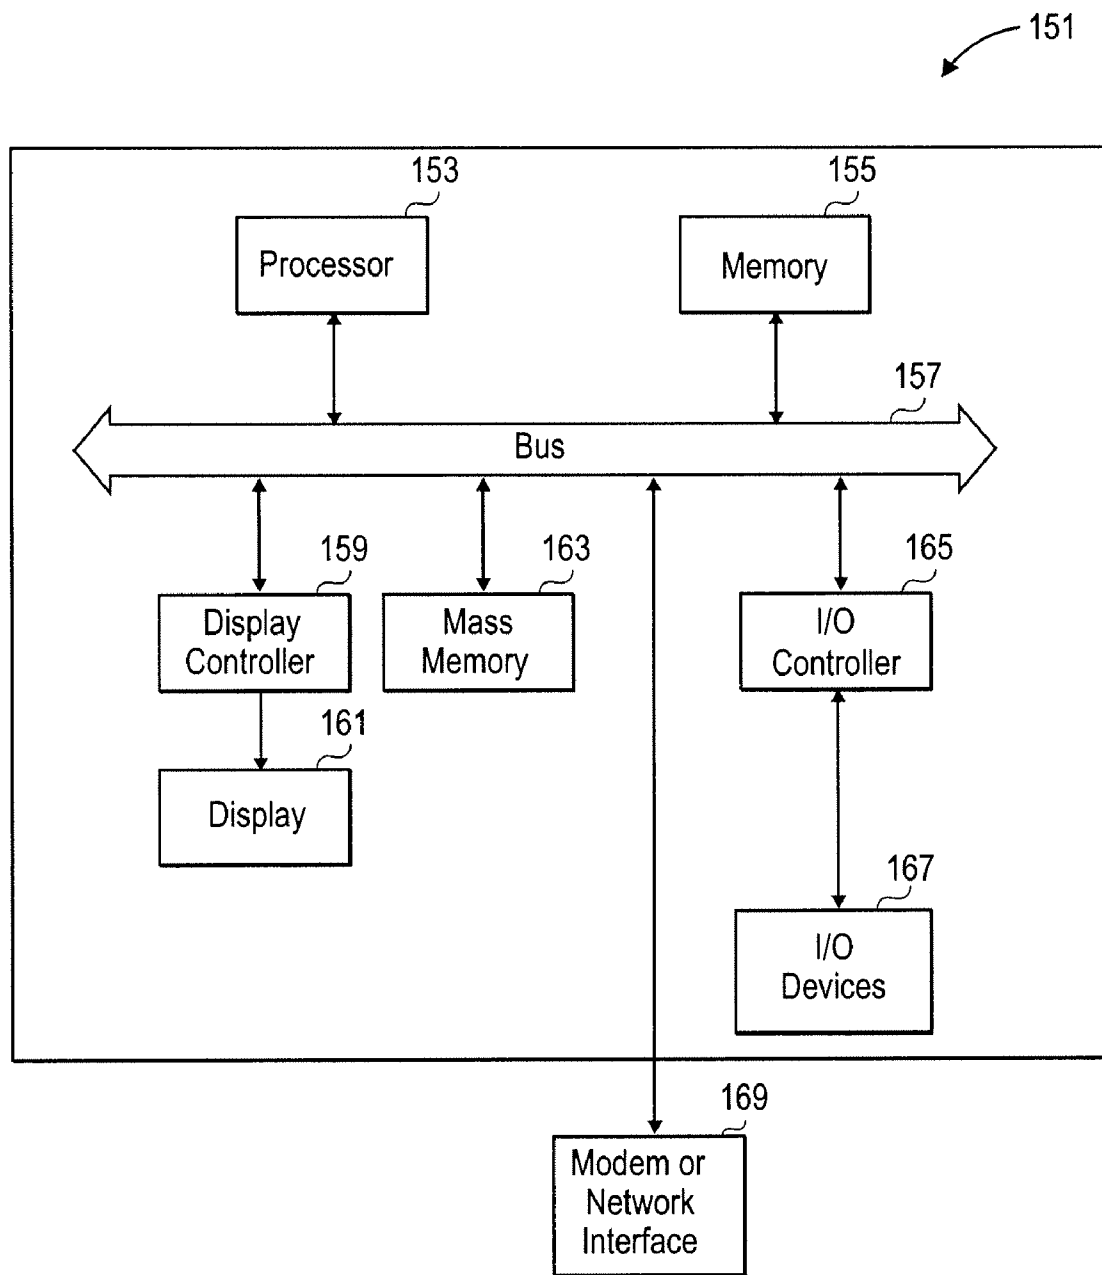 151
153
155
Processor
Memory
157
Bus
159
163
165
Display
Controller
Mass
Memory
I/O
Controller
161
Display
167
I/O
Devices
169
Modem or
Network
Interface